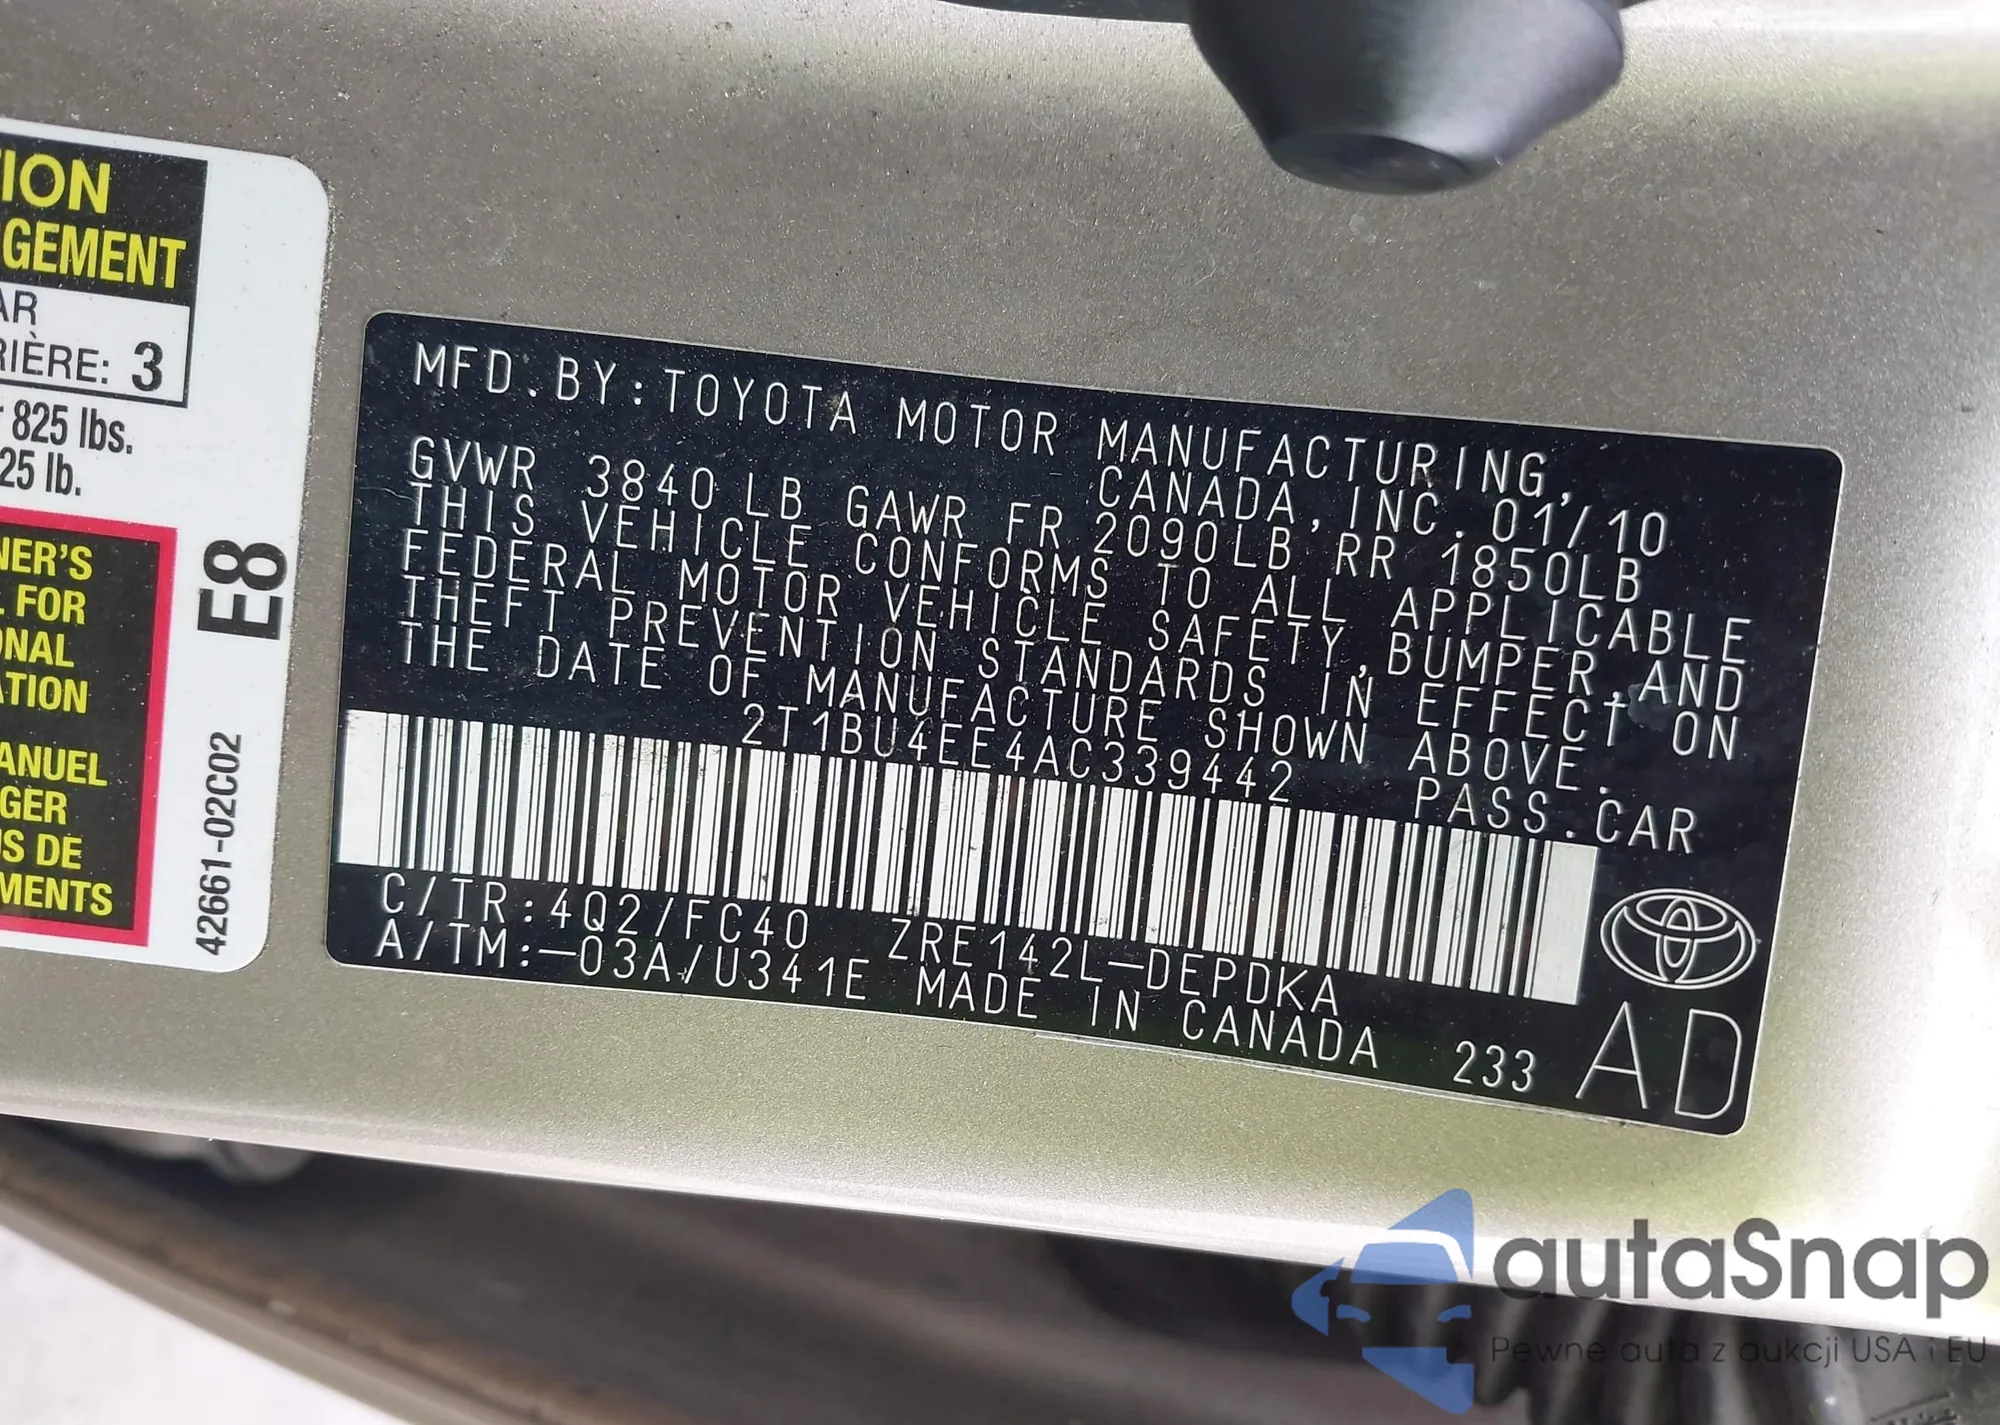 TION
GEMENT
AR
RIÈRE: 3
825 lbs.
25 lb.
NER'S
L FOR
ONAL
ATION
ANUEL
GER
US DE
MENTS
E8
42661-02C02
MFD.BY:TOYOTA MOTOR MANUFACTURING,
CANADA,INC. 01/10
GVWR 3840 LB GAWR FR 2090LB RR 1850LB
THIS VEHICLE CONFORMS TO ALL APPLICABLE
FEDERAL MOTOR VEHICLE SAFETY,BUMPER,AND
THEFT PREVENTION STANDARDS IN EFFECT ON
THE DATE OF MANUFACTURE SHOWN ABOVE.
2T1BU4EE4AC339442 PASS.CAR
C/TR:4Q2/FC40 ZRE142L-DEPDKA
A/TM:-03A/U341E MADE IN CANADA 233
AD
autaSnap
Pewne auta z aukcji USA i EU